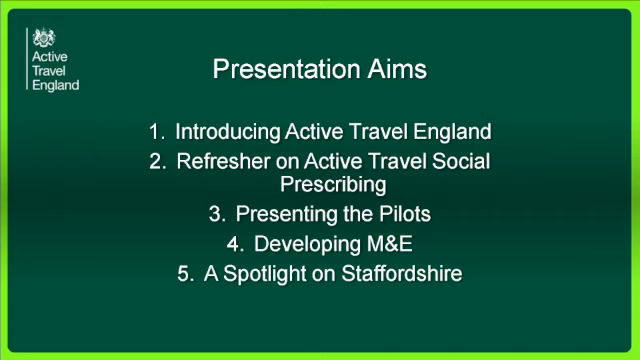 Active
Travel
England
Presentation Aims
1. Introducing Active Travel England
2. Refresher on Active Travel Social
Prescribing
3. Presenting the Pilots
4. Developing M&E
5. A Spotlight on Staffordshire